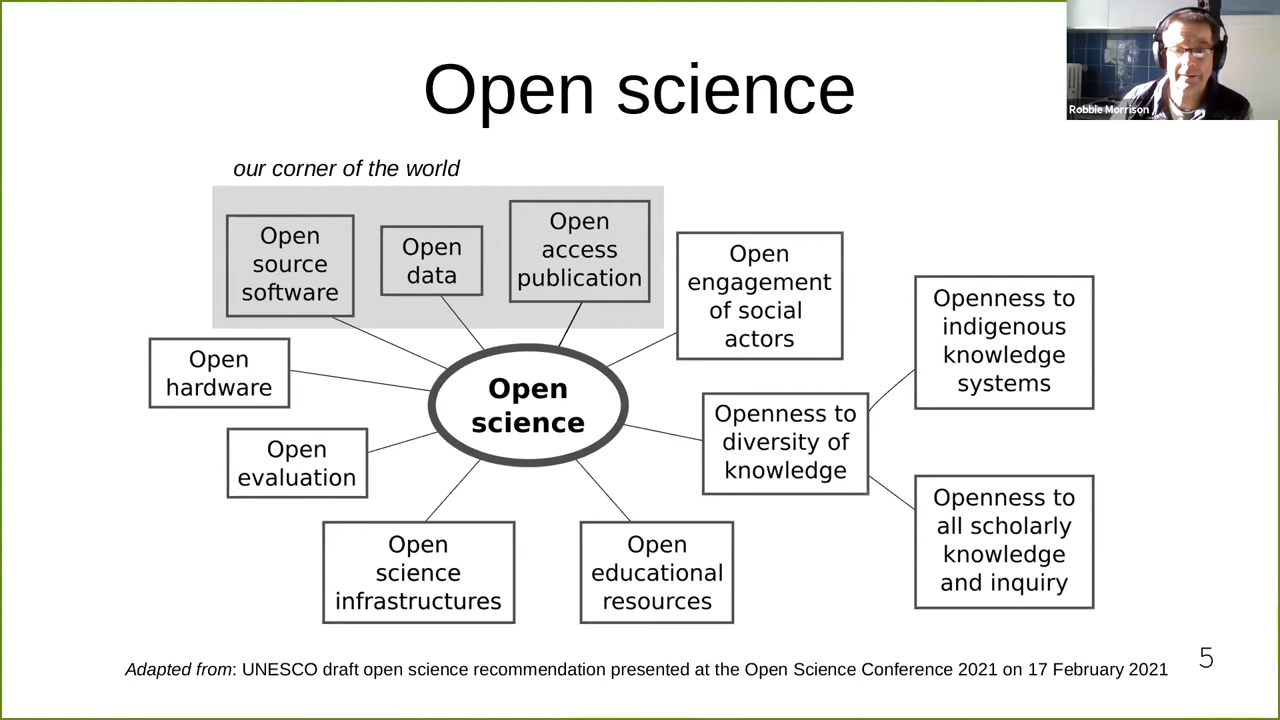 Open science
Robbie Morrison
our corner of the world
Open
source
software
Open
data
Open
access
publication
Open
engagement
of social
actors
Openness to
indigenous
knowledge
systems
Open
hardware
Open
science
Openness to
diversity of
knowledge
Open
evaluation
Openness to
all scholarly
knowledge
and inquiry
Open
science
infrastructures
Open
educational
resources
Adapted from: UNESCO draft open science recommendation presented at the Open Science Conference 2021 on 17 February 2021
5